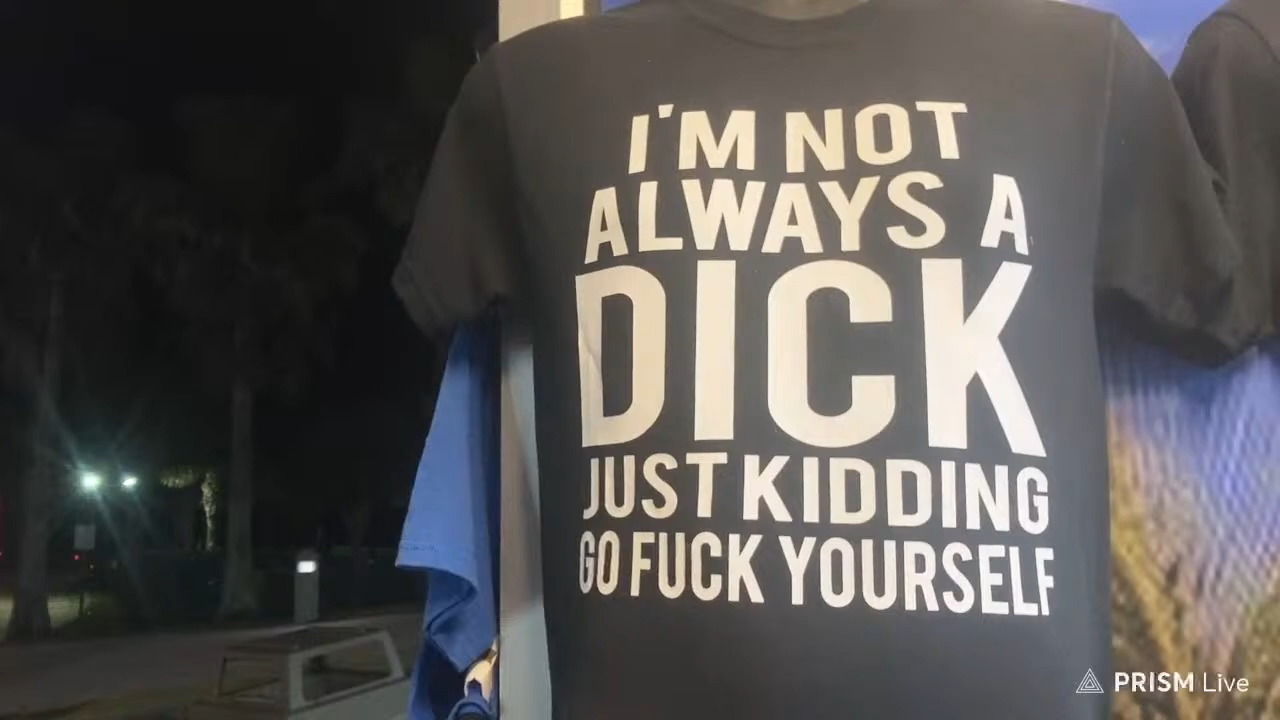 I'M NOT
ALWAYS A
DICK
JUST KIDDING
GO FUCK YOURSELF
PRISM Live